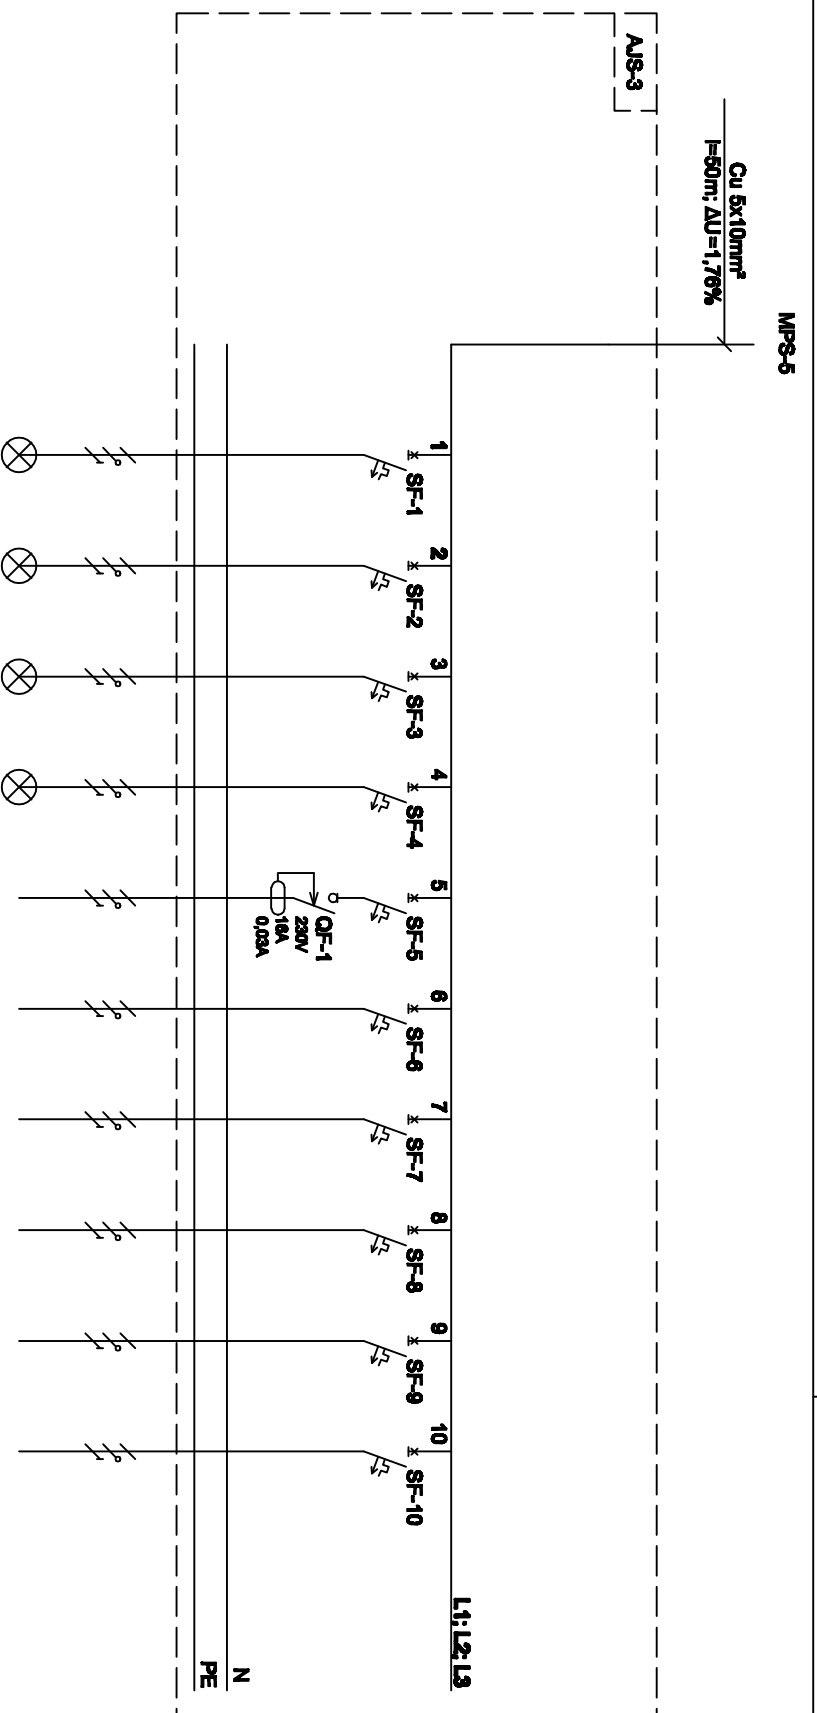 MPS-5
Cu 5x10mm²
l=50m; ΔU=1,76%
AJS-3
L1; L2; L3
1
SF-1
2
SF-2
3
SF-3
4
SF-4
5
SF-5
6
SF-6
7
SF-7
8
SF-8
9
SF-9
10
SF-10
QF-1
230V
16A
0,03A
N
PE